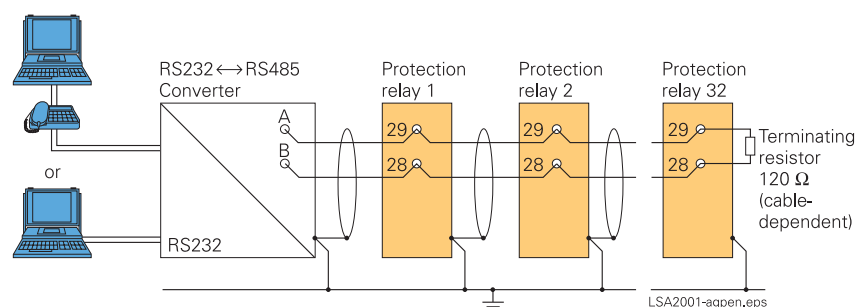 RS232↔RS485
Converter
Protection
relay 1
Protection
relay 2
Protection
relay 32
A
B
29
28
29
28
29
28
Terminating
resistor
120 Ω
(cable-
dependent)
or
RS232
LSA2001-agpen.eps